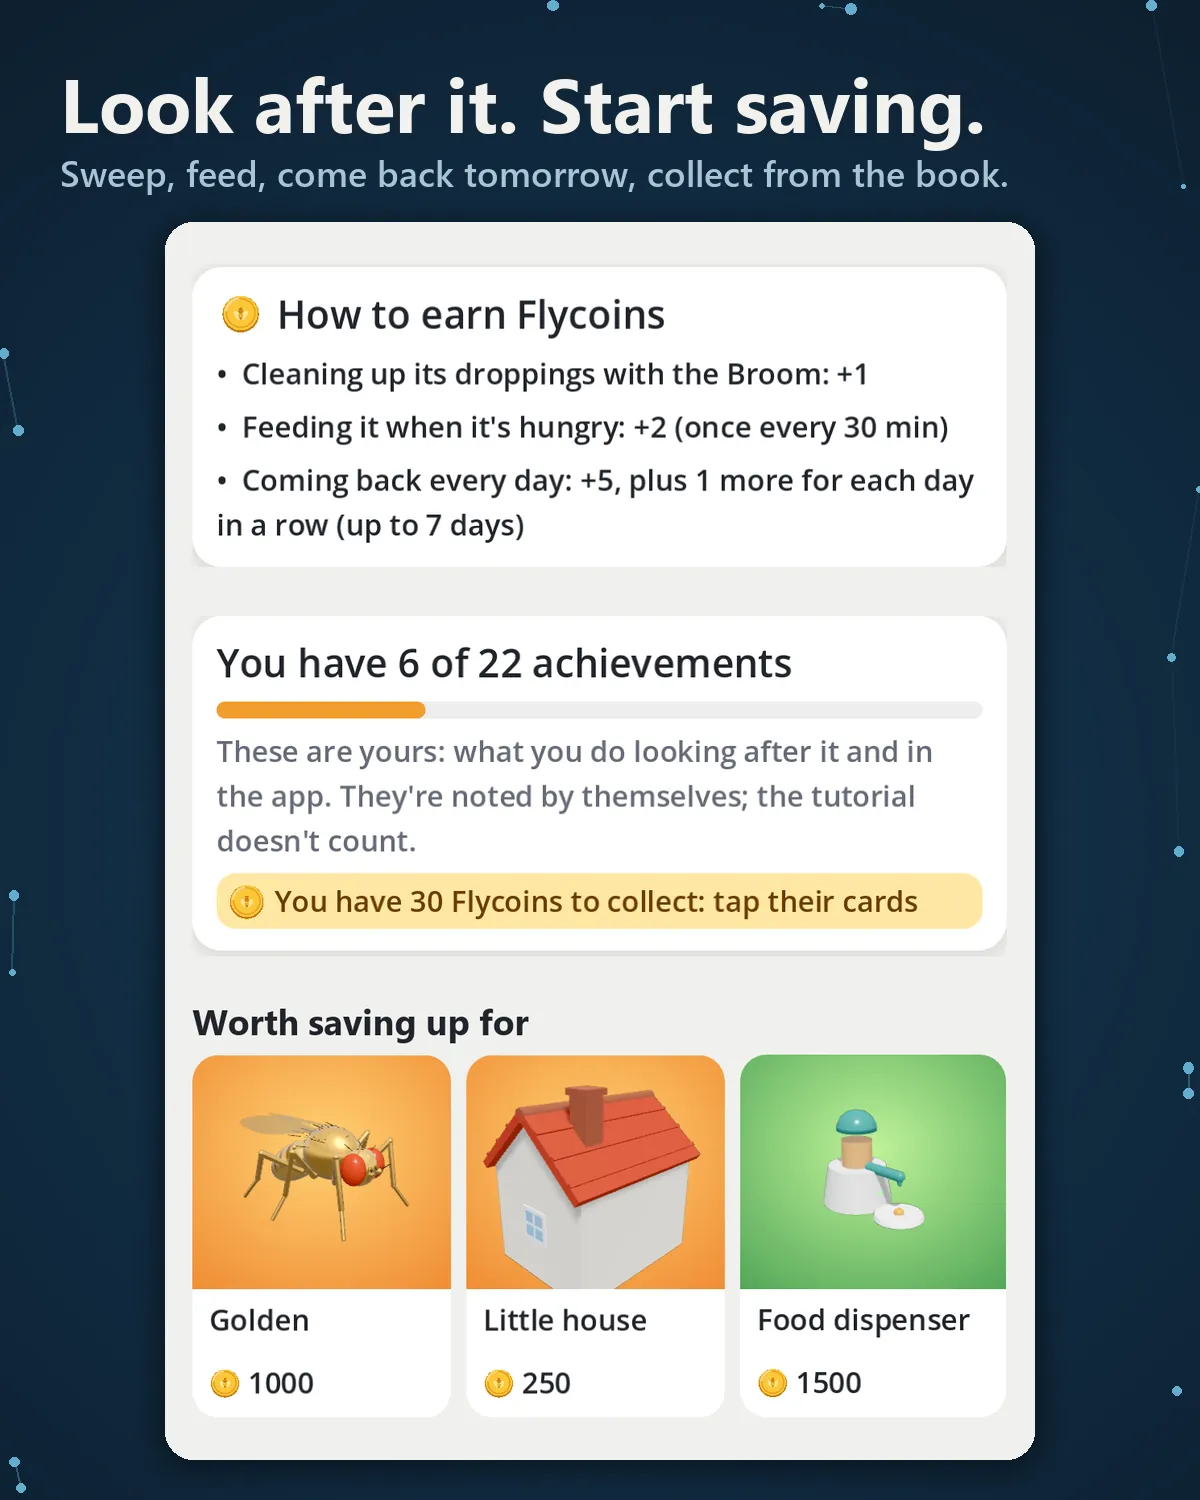 Look after it. Start saving.
Sweep, feed, come back tomorrow, collect from the book.
How to earn Flycoins
• Cleaning up its droppings with the Broom: +1
• Feeding it when it's hungry: +2 (once every 30 min)
• Coming back every day: +5, plus 1 more for each day
in a row (up to 7 days)
You have 6 of 22 achievements
These are yours: what you do looking after it and in
the app. They're noted by themselves; the tutorial
doesn't count.
You have 30 Flycoins to collect: tap their cards
Worth saving up for
Golden
1000
Little house
250
Food dispenser
1500